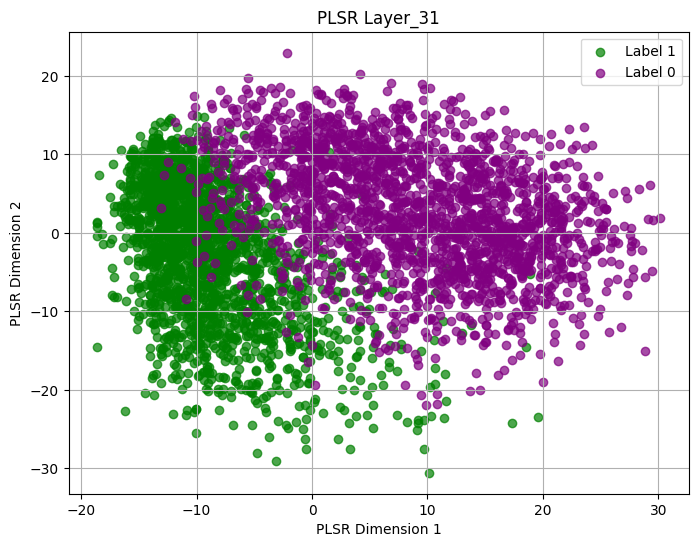 PLSR Layer_31
Label 1
Label 0
20
10
0
−10
−20
−30
PLSR Dimension 2
−20
−10
0
10
20
30
PLSR Dimension 1